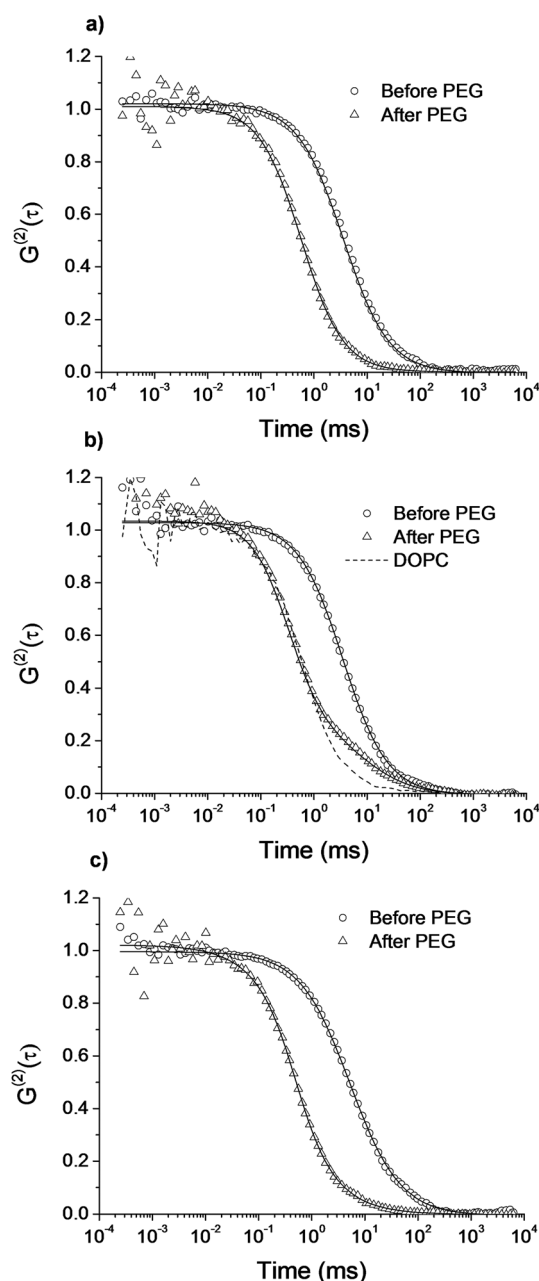 a)
1.2
Before PEG
1.0
After PEG
0.8
0.6
0.4
0.2
0.0
G⁽²⁾(τ)
10⁻⁴ 10⁻³ 10⁻² 10⁻¹ 10⁰ 10¹ 10² 10³ 10⁴
Time (ms)
b)
1.2
Before PEG
1.0
After PEG
DOPC
0.8
0.6
0.4
0.2
0.0
G⁽²⁾(τ)
10⁻⁴ 10⁻³ 10⁻² 10⁻¹ 10⁰ 10¹ 10² 10³ 10⁴
Time (ms)
c)
1.2
Before PEG
1.0
After PEG
0.8
0.6
0.4
0.2
0.0
G⁽²⁾(τ)
10⁻⁴ 10⁻³ 10⁻² 10⁻¹ 10⁰ 10¹ 10² 10³ 10⁴
Time (ms)